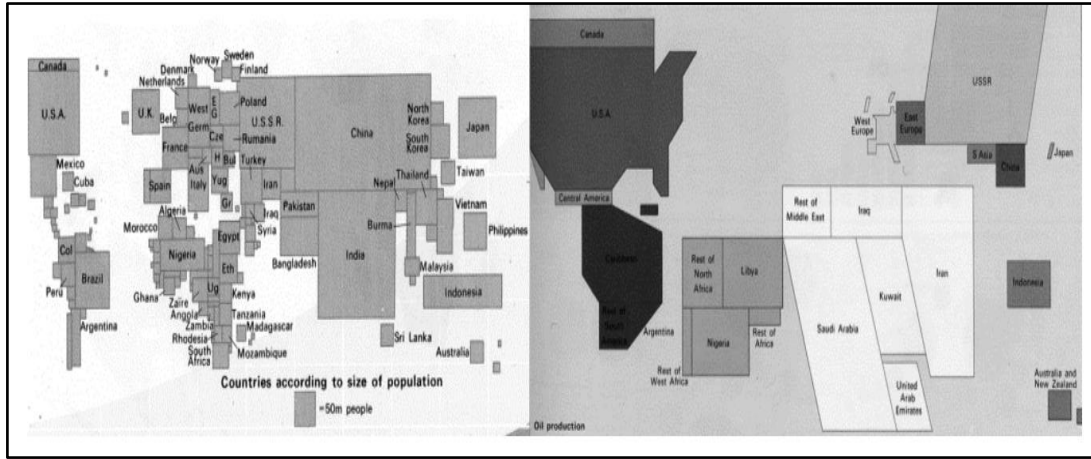 Canada
U.S.A.
Mexico
Cuba
Col
Peru
Brazil
Argentina
Norway
Sweden
Denmark
Finland
Netherlands
U.K.
West
Germ
E
G
Poland
Belg
France
Cze
Rumania
U.S.S.R.
Aus
H
Bul
Turkey
Spain
Italy
Yug
Gr
Iran
Iraq
Syria
Algeria
Morocco
Nigeria
Egypt
Eth
Ghana
Ug
Kenya
Zaïre
Angola
Tanzania
Zambia
Madagascar
Rhodesia
South
Africa
Mozambique
China
North
Korea
South
Korea
Japan
Taiwan
Thailand
Nepal
Pakistan
Vietnam
Burma
Philippines
Bangladesh
India
Malaysia
Indonesia
Sri Lanka
Australia
Countries according to size of population
=50m people
Canada
U.S.A.
Central America
Caribbean
Rest of
South
America
Argentina
West
Europe
East
Europe
USSR
S Asia
China
Japan
Rest of
Middle East
Iraq
Rest of
North
Africa
Libya
Iran
Kuwait
Saudi Arabia
Indonesia
Nigeria
Rest of
Africa
Rest of
West Africa
United
Arab
Emirates
Australia and
New Zealand
Oil production